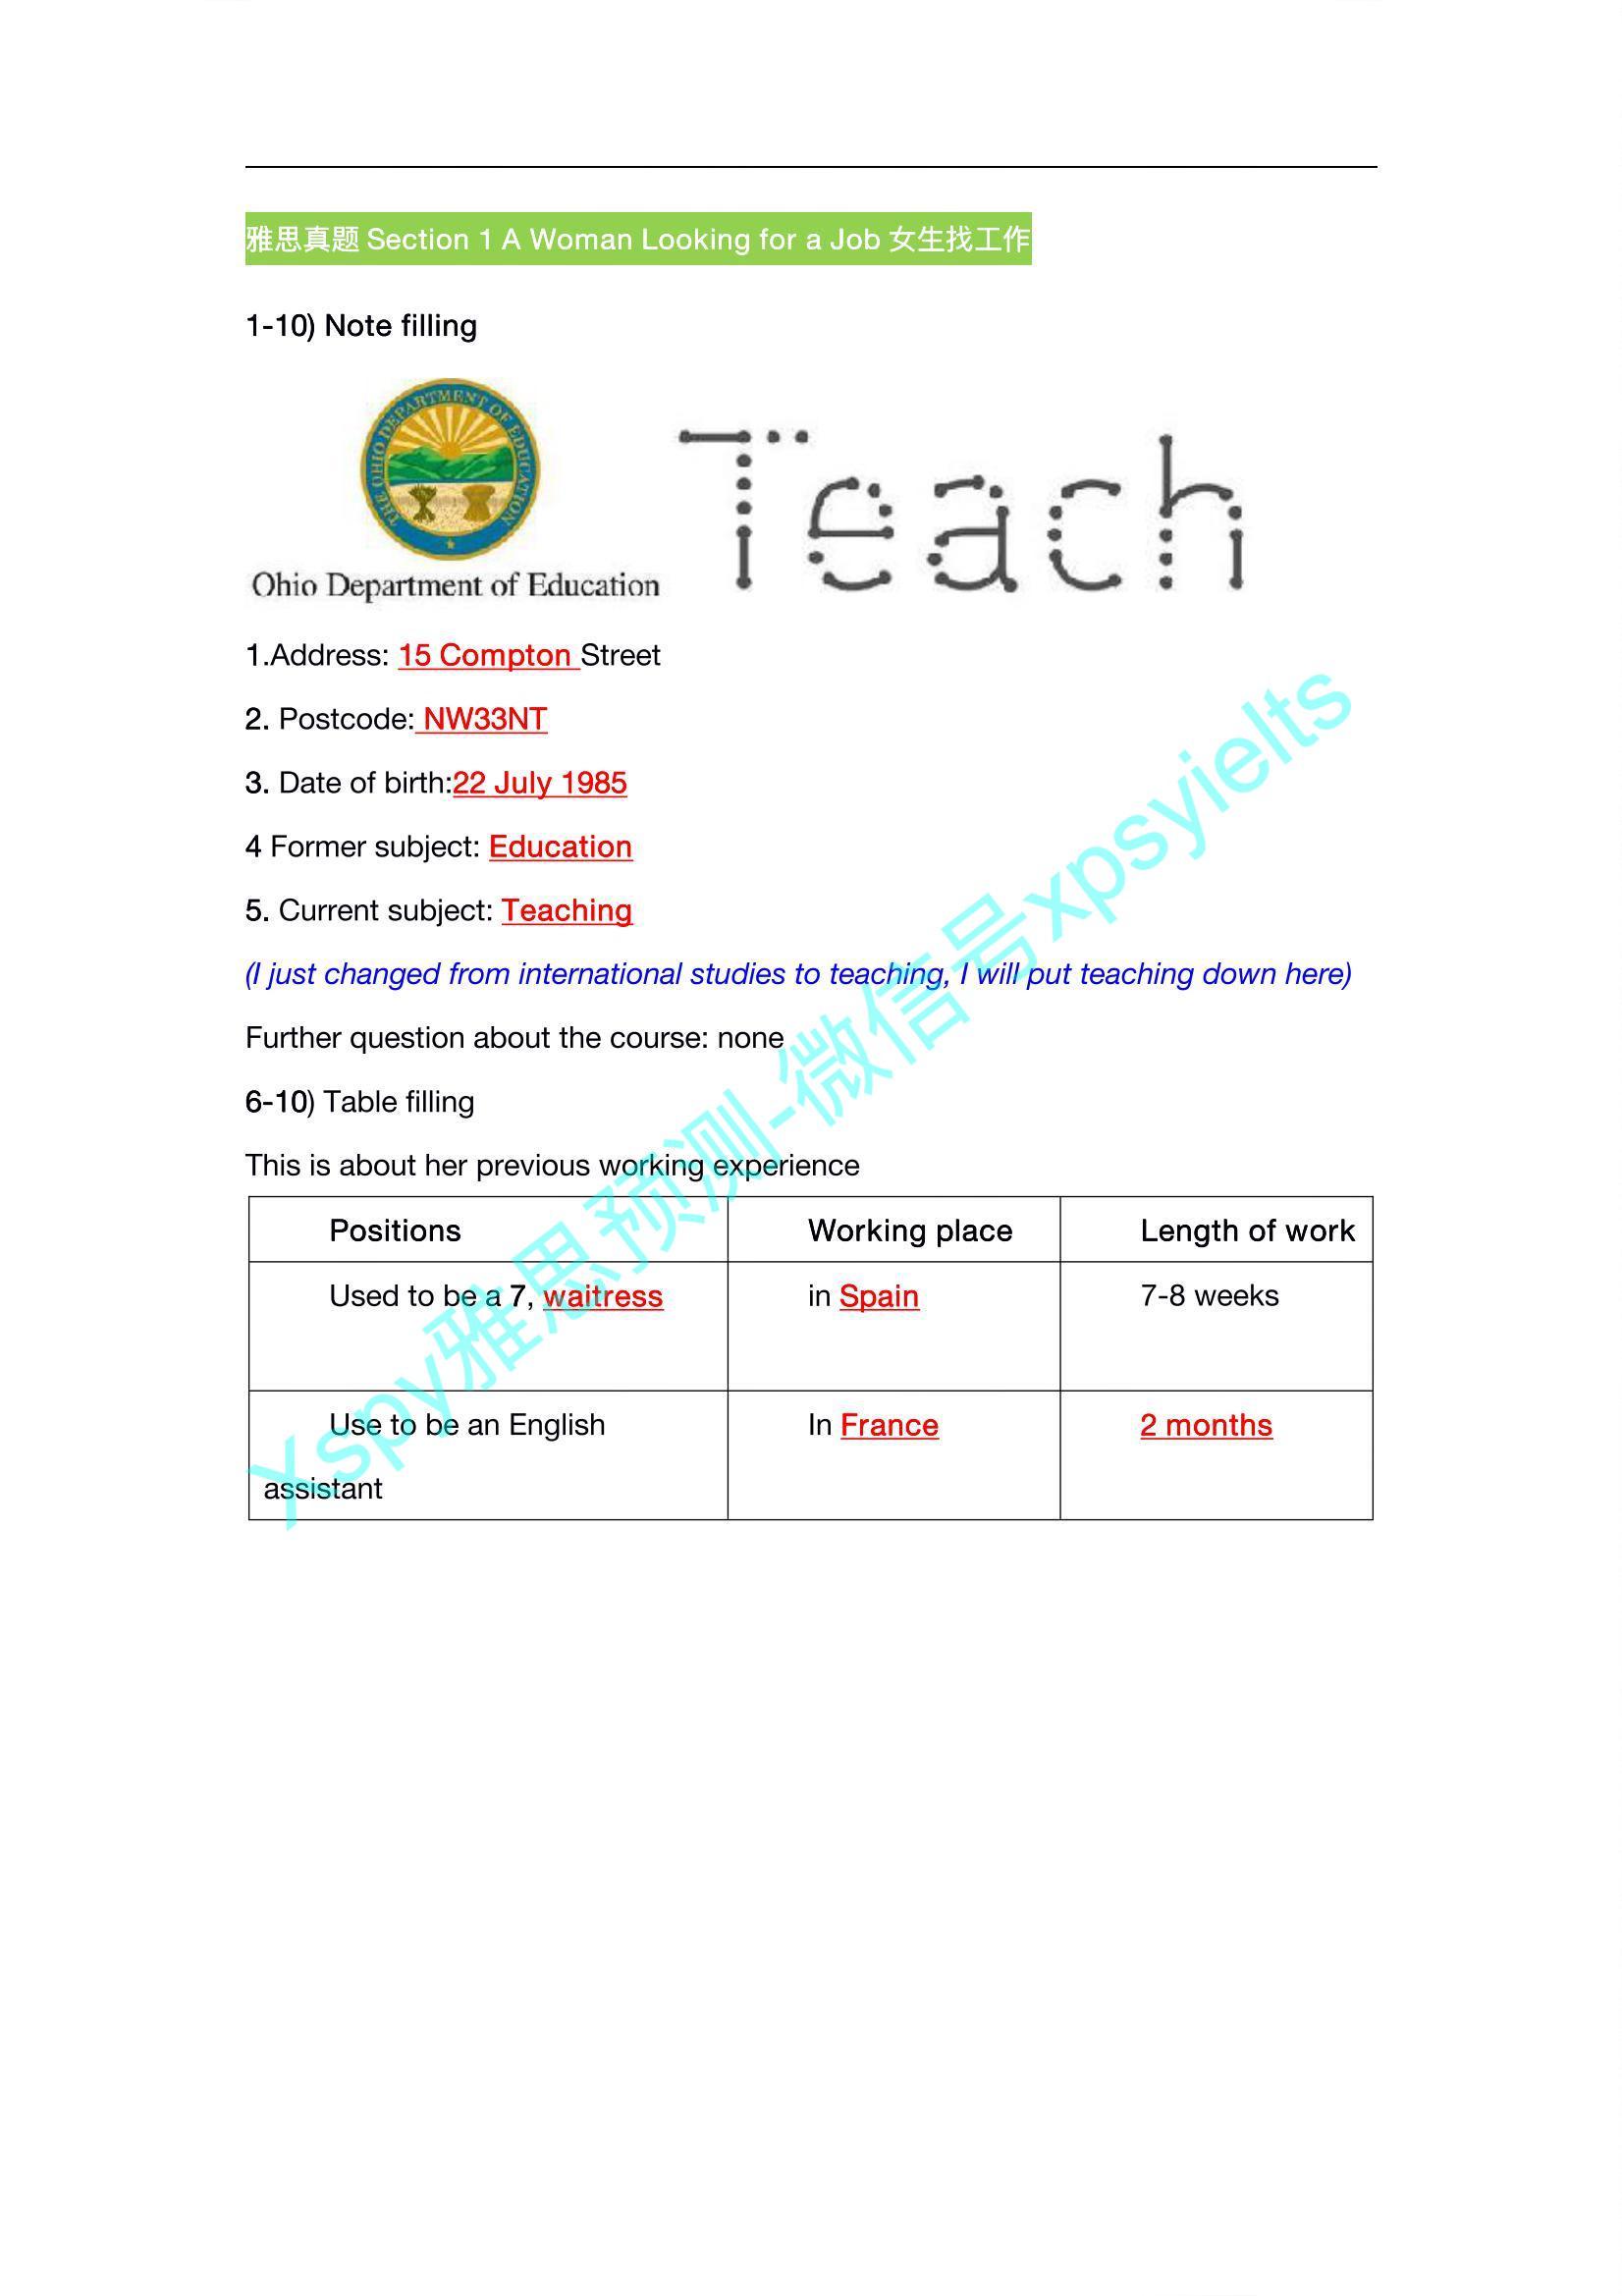 雅思真题 Section 1 A Woman Looking for a Job 女生找工作
1-10) Note filling
THE OHIO DEPARTMENT OF EDUCATION
Ohio Department of Education
Teach
1.Address: 15 Compton Street
2. Postcode: NW33NT
3. Date of birth:22 July 1985
4 Former subject: Education
5. Current subject: Teaching
(I just changed from international studies to teaching, I will put teaching down here)
Further question about the course: none
6-10) Table filling
This is about her previous working experience
Positions Working place Length of work
Used to be a 7, waitress in Spain 7-8 weeks
Use to be an English In France 2 months
assistant
Xspy雅思预测-微信号xpsyielts